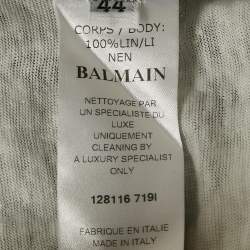 44
CORPS / BODY:
100%LIN/LI
NEN
BALMAIN
NETTOYAGE PAR
UN SPECIALISTE DU
LUXE
UNIQUEMENT
CLEANING BY
A LUXURY SPECIALIST
ONLY
128116 719I
FABRIQUE EN ITALIE
MADE IN ITALY